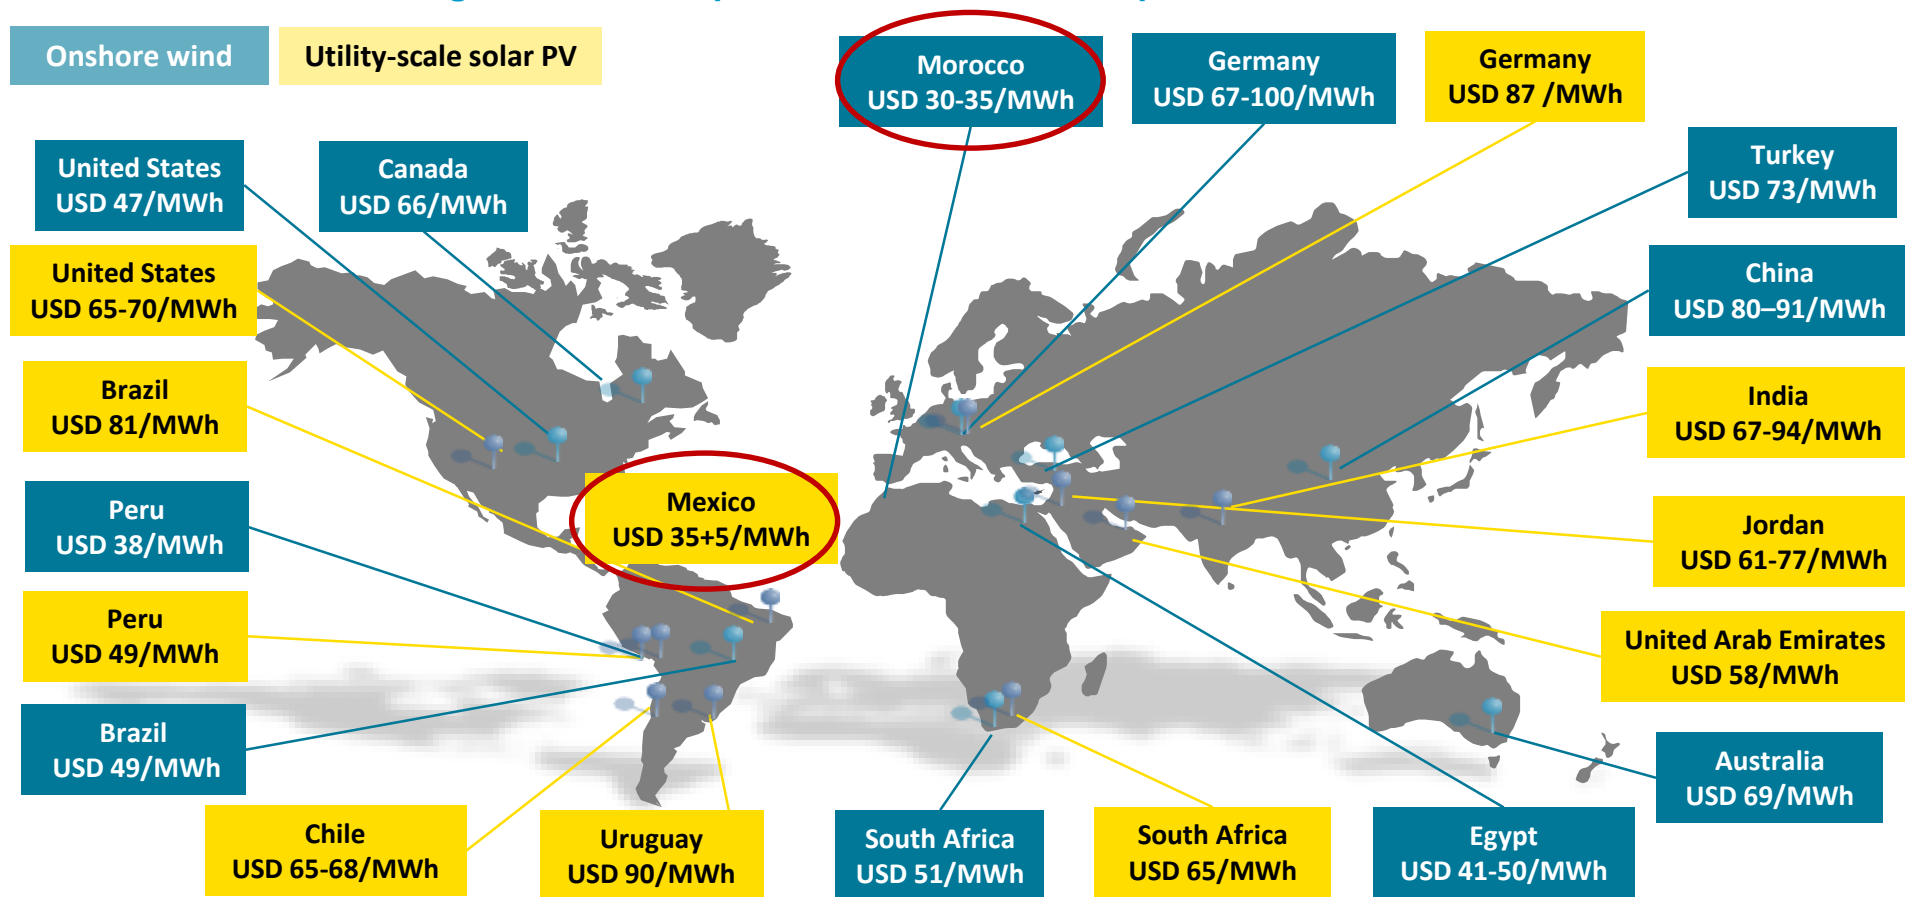 Onshore wind
Utility-scale solar PV
Morocco
USD 30-35/MWh
Germany
USD 67-100/MWh
Germany
USD 87 /MWh
United States
USD 47/MWh
Canada
USD 66/MWh
Turkey
USD 73/MWh
United States
USD 65-70/MWh
China
USD 80–91/MWh
Brazil
USD 81/MWh
India
USD 67-94/MWh
Mexico
USD 35+5/MWh
Peru
USD 38/MWh
Jordan
USD 61-77/MWh
Peru
USD 49/MWh
United Arab Emirates
USD 58/MWh
Brazil
USD 49/MWh
Australia
USD 69/MWh
Chile
USD 65-68/MWh
Uruguay
USD 90/MWh
South Africa
USD 51/MWh
South Africa
USD 65/MWh
Egypt
USD 41-50/MWh